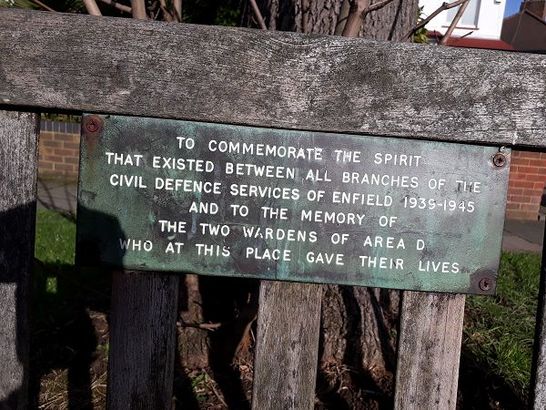 TO COMMEMORATE THE SPIRIT
THAT EXISTED BETWEEN ALL BRANCHES OF THE
CIVIL DEFENCE SERVICES OF ENFIELD 1939-1945
AND TO THE MEMORY OF
THE TWO WARDENS OF AREA D
WHO AT THIS PLACE GAVE THEIR LIVES